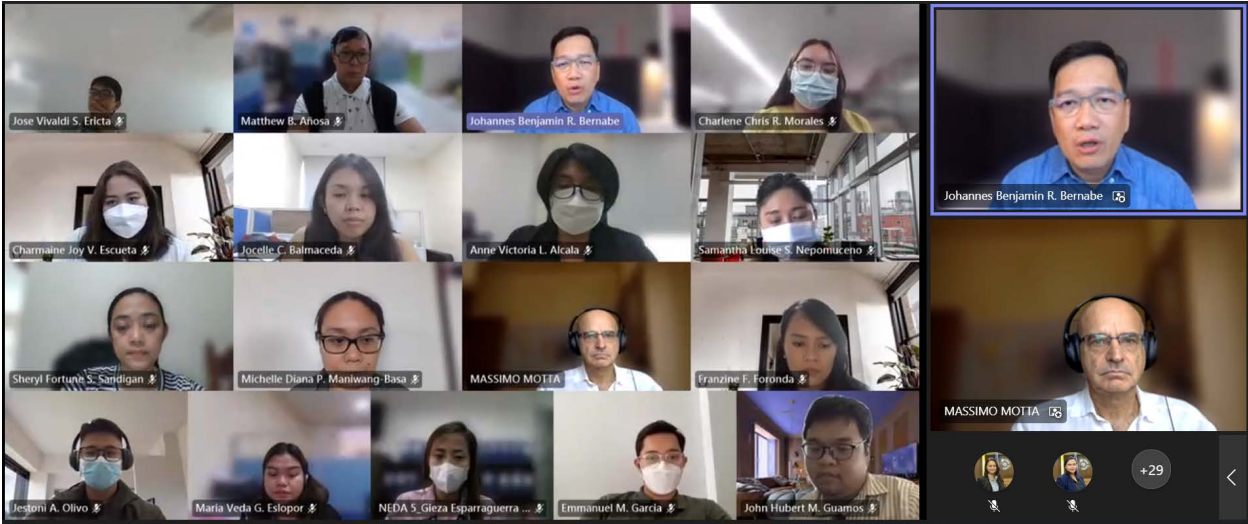 Jose Vivaldi S. Ericta
Matthew B. Añosa
Johannes Benjamin R. Bernabe
Charlene Chris R. Morales
Charmaine Joy V. Escueta
Jocelle C. Balmaceda
Anne Victoria L. Alcala
Samantha Louise S. Nepomuceno
Sheryl Fortune S. Sandigan
Michelle Diana P. Maniwang-Basa
MASSIMO MOTTA
Franzine F. Foronda
Jestoni A. Olivo
Maria Veda G. Eslopor
NEDA 5_Gieza Esparraguerra ...
Emmanuel M. Garcia
John Hubert M. Guamos
Johannes Benjamin R. Bernabe
MASSIMO MOTTA
+29